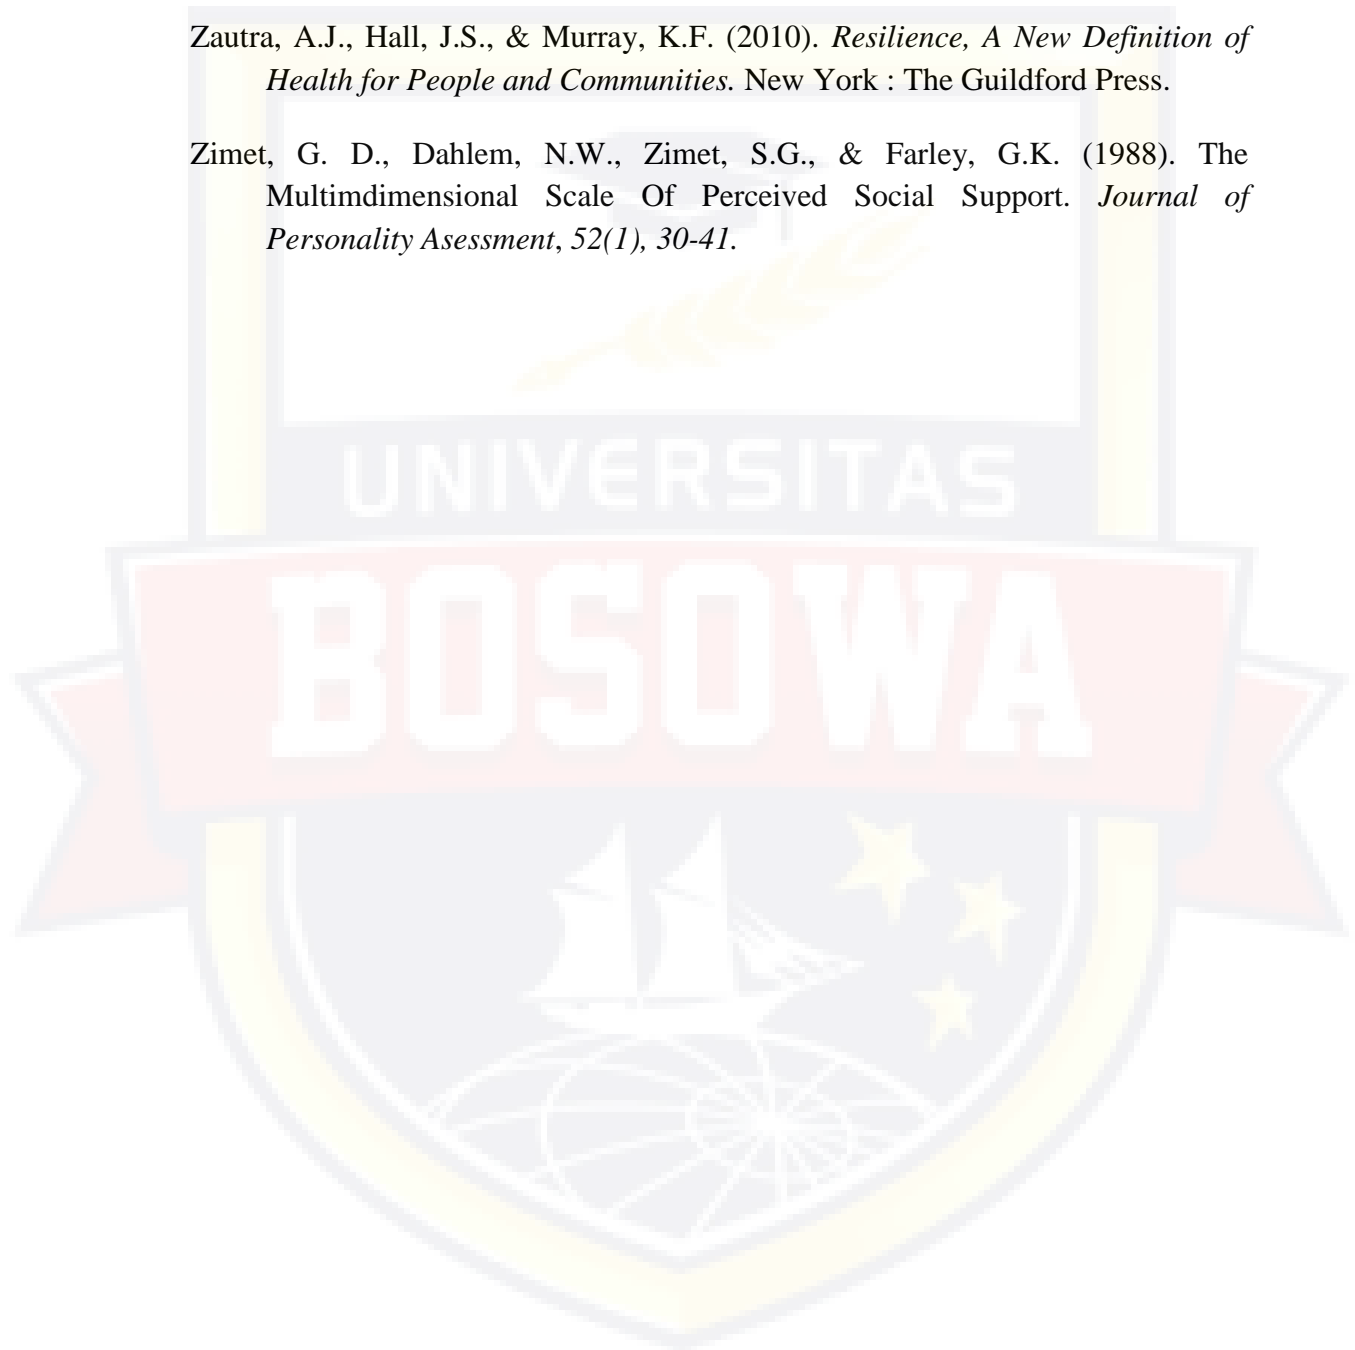 Zautra, A.J., Hall, J.S., & Murray, K.F. (2010). Resilience, A New Definition of
Health for People and Communities. New York : The Guildford Press.
Zimet, G. D., Dahlem, N.W., Zimet, S.G., & Farley, G.K. (1988). The
Multimdimensional Scale Of Perceived Social Support. Journal of
Personality Asessment, 52(1), 30-41.
UNIVERSITAS
BOSOWA